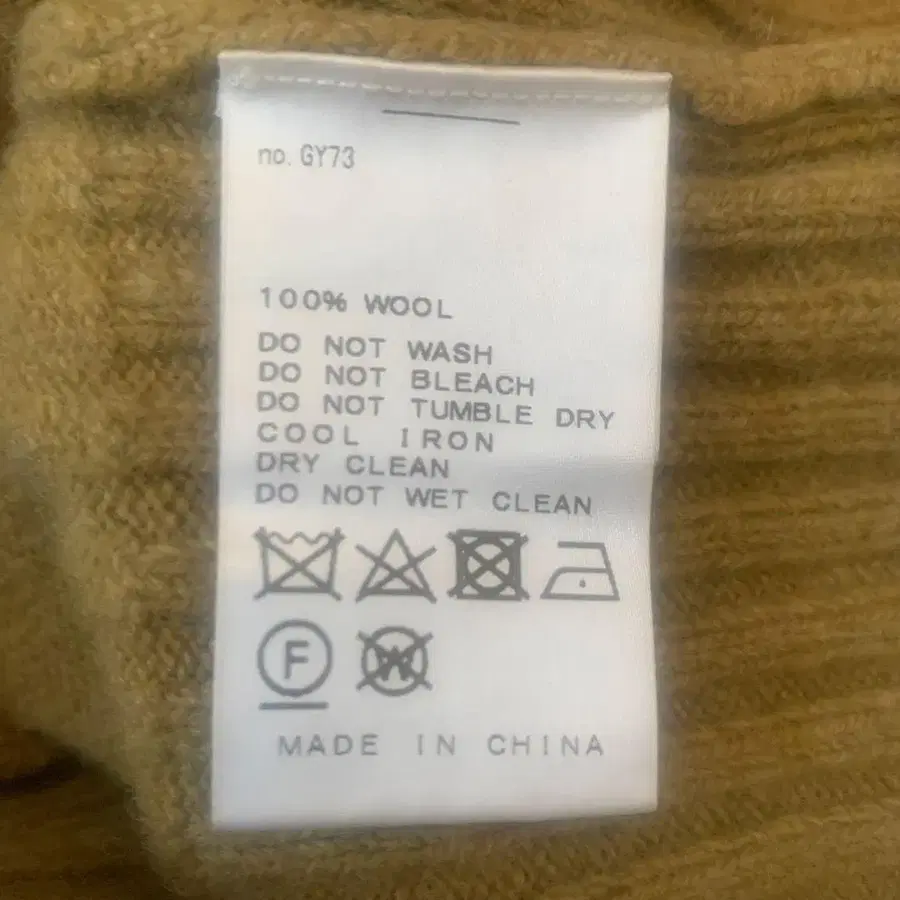 no. GY73
100% WOOL
DO NOT WASH
DO NOT BLEACH
DO NOT TUMBLE DRY
COOL IRON
DRY CLEAN
DO NOT WET CLEAN
F W
MADE IN CHINA